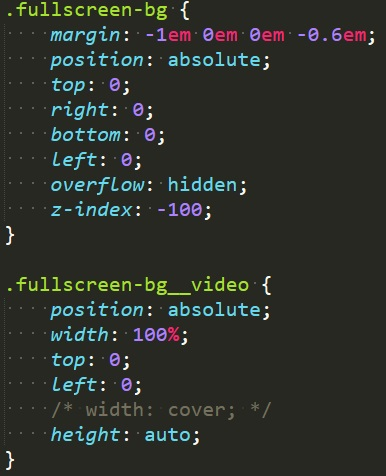 .fullscreen-bg {
    margin: -1em 0em 0em -0.6em;
    position: absolute;
    top: 0;
    right: 0;
    bottom: 0;
    left: 0;
    overflow: hidden;
    z-index: -100;
}

.fullscreen-bg__video {
    position: absolute;
    width: 100%;
    top: 0;
    left: 0;
    /* width: cover; */
    height: auto;
}